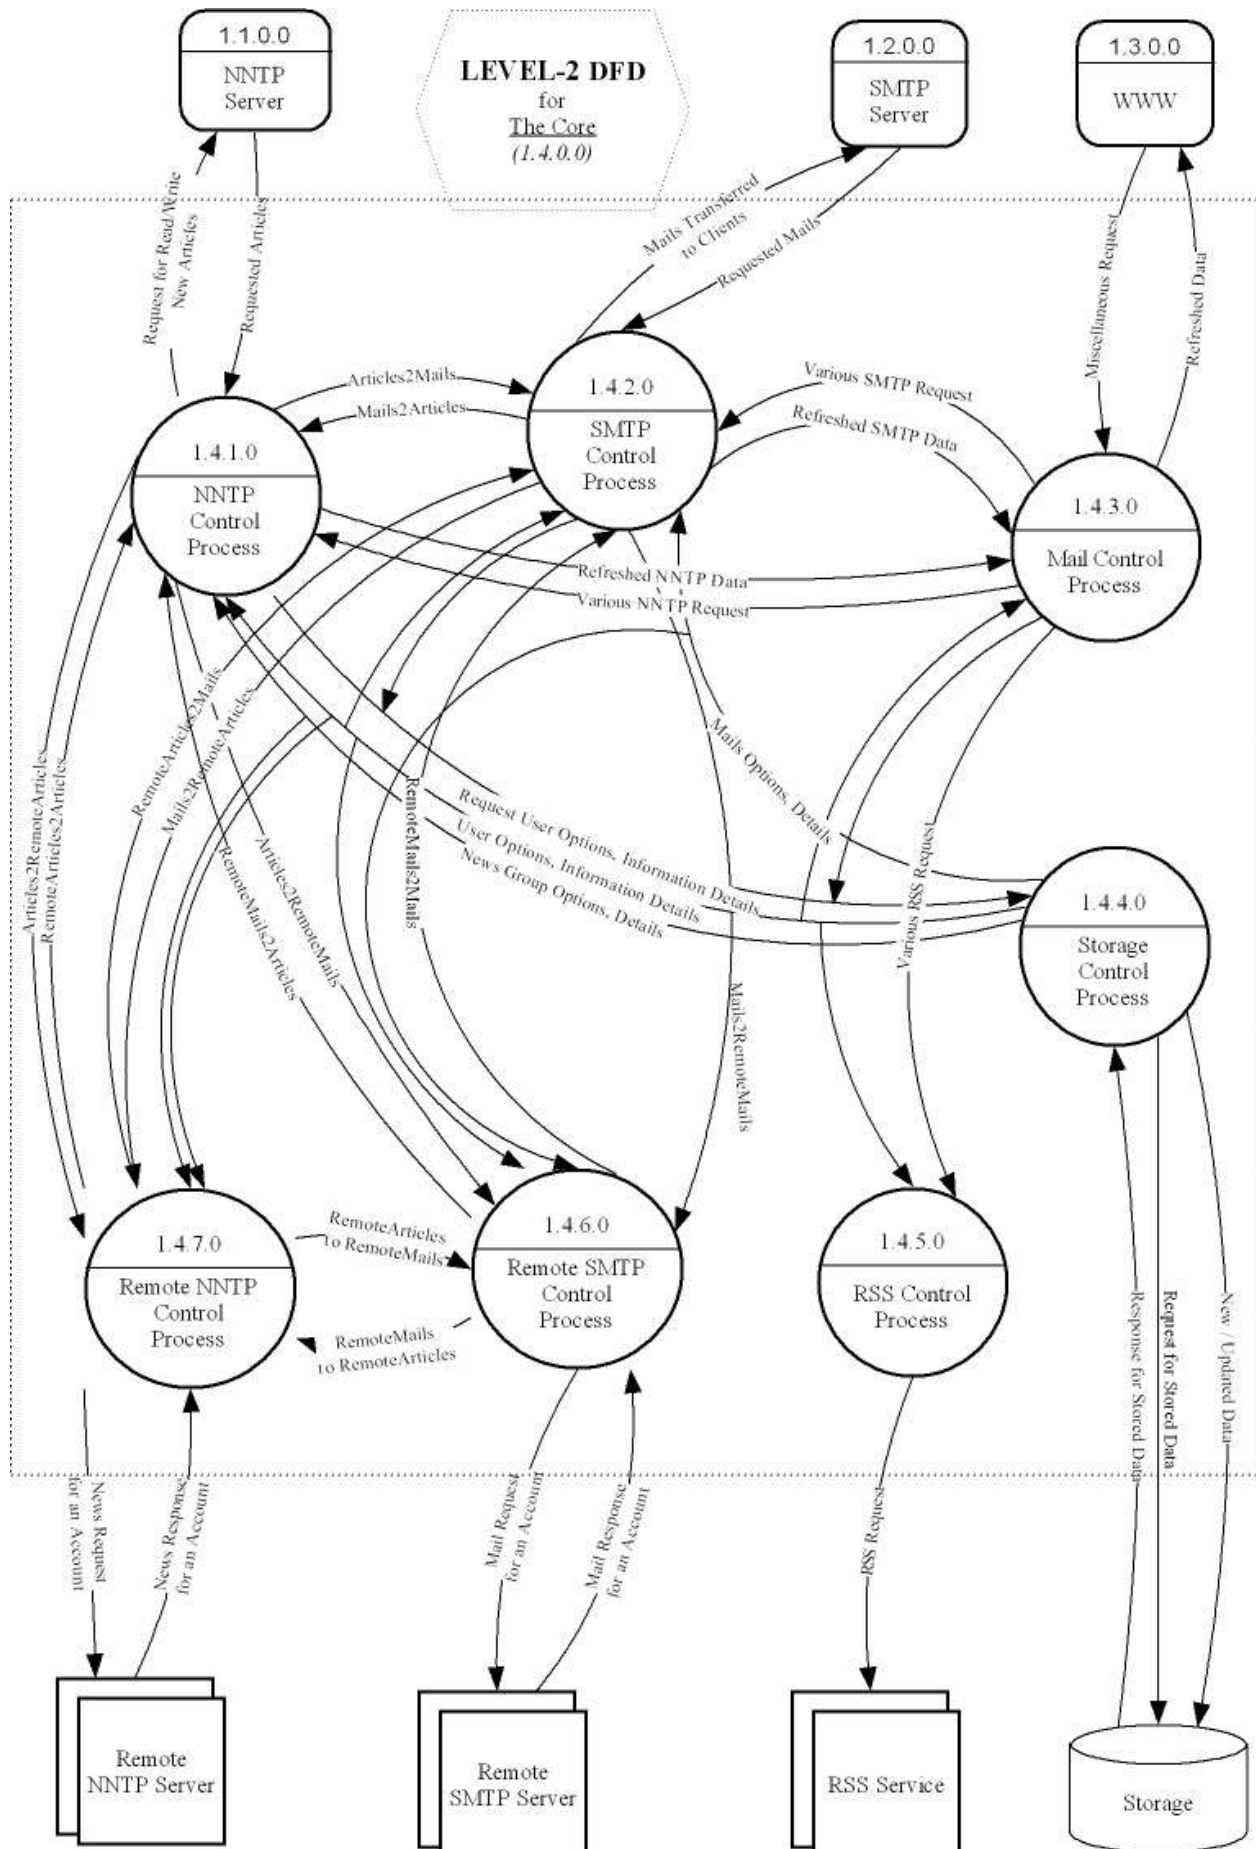 1.1.0.0
NNTP
Server
LEVEL-2 DFD
for
The Core
(1.4.0.0)
1.2.0.0
SMTP
Server
1.3.0.0
WWW
Request for Read/Write
New Articles
Requested Articles
Mails Transferred
to Clients
Requested Mails
Miscellaneous Request
Refreshed Data
Articles2Mails
Mails2Articles
Various SMTP Request
Refreshed SMTP Data
1.4.1.0
NNTP
Control
Process
1.4.2.0
SMTP
Control
Process
1.4.3.0
Mail Control
Process
Refreshed NNTP Data
Various NNTP Request
Articles2RemoteArticles
RemoteArticles2Articles
RemoteArticles2Mails
Mails2RemoteArticles
RemoteMails2Articles
Articles2RemoteMails
RemoteMails2Mails
Request User Options, Information Details
User Options, Information Details
News Group Options, Details
Mails Options, Details
Mails2RemoteMails
Various RSS Request
1.4.4.0
Storage
Control
Process
1.4.7.0
Remote NNTP
Control
Process
RemoteArticles
to RemoteMails
RemoteMails
to RemoteArticles
1.4.6.0
Remote SMTP
Control
Process
1.4.5.0
RSS Control
Process
Response for Stored Data
Request for Stored Data
New / Updated Data
News Request
for an Account
News Response
for an Account
Mail Request
for an Account
Mail Response
for an Account
RSS Request
Remote
NNTP Server
Remote
SMTP Server
RSS Service
Storage